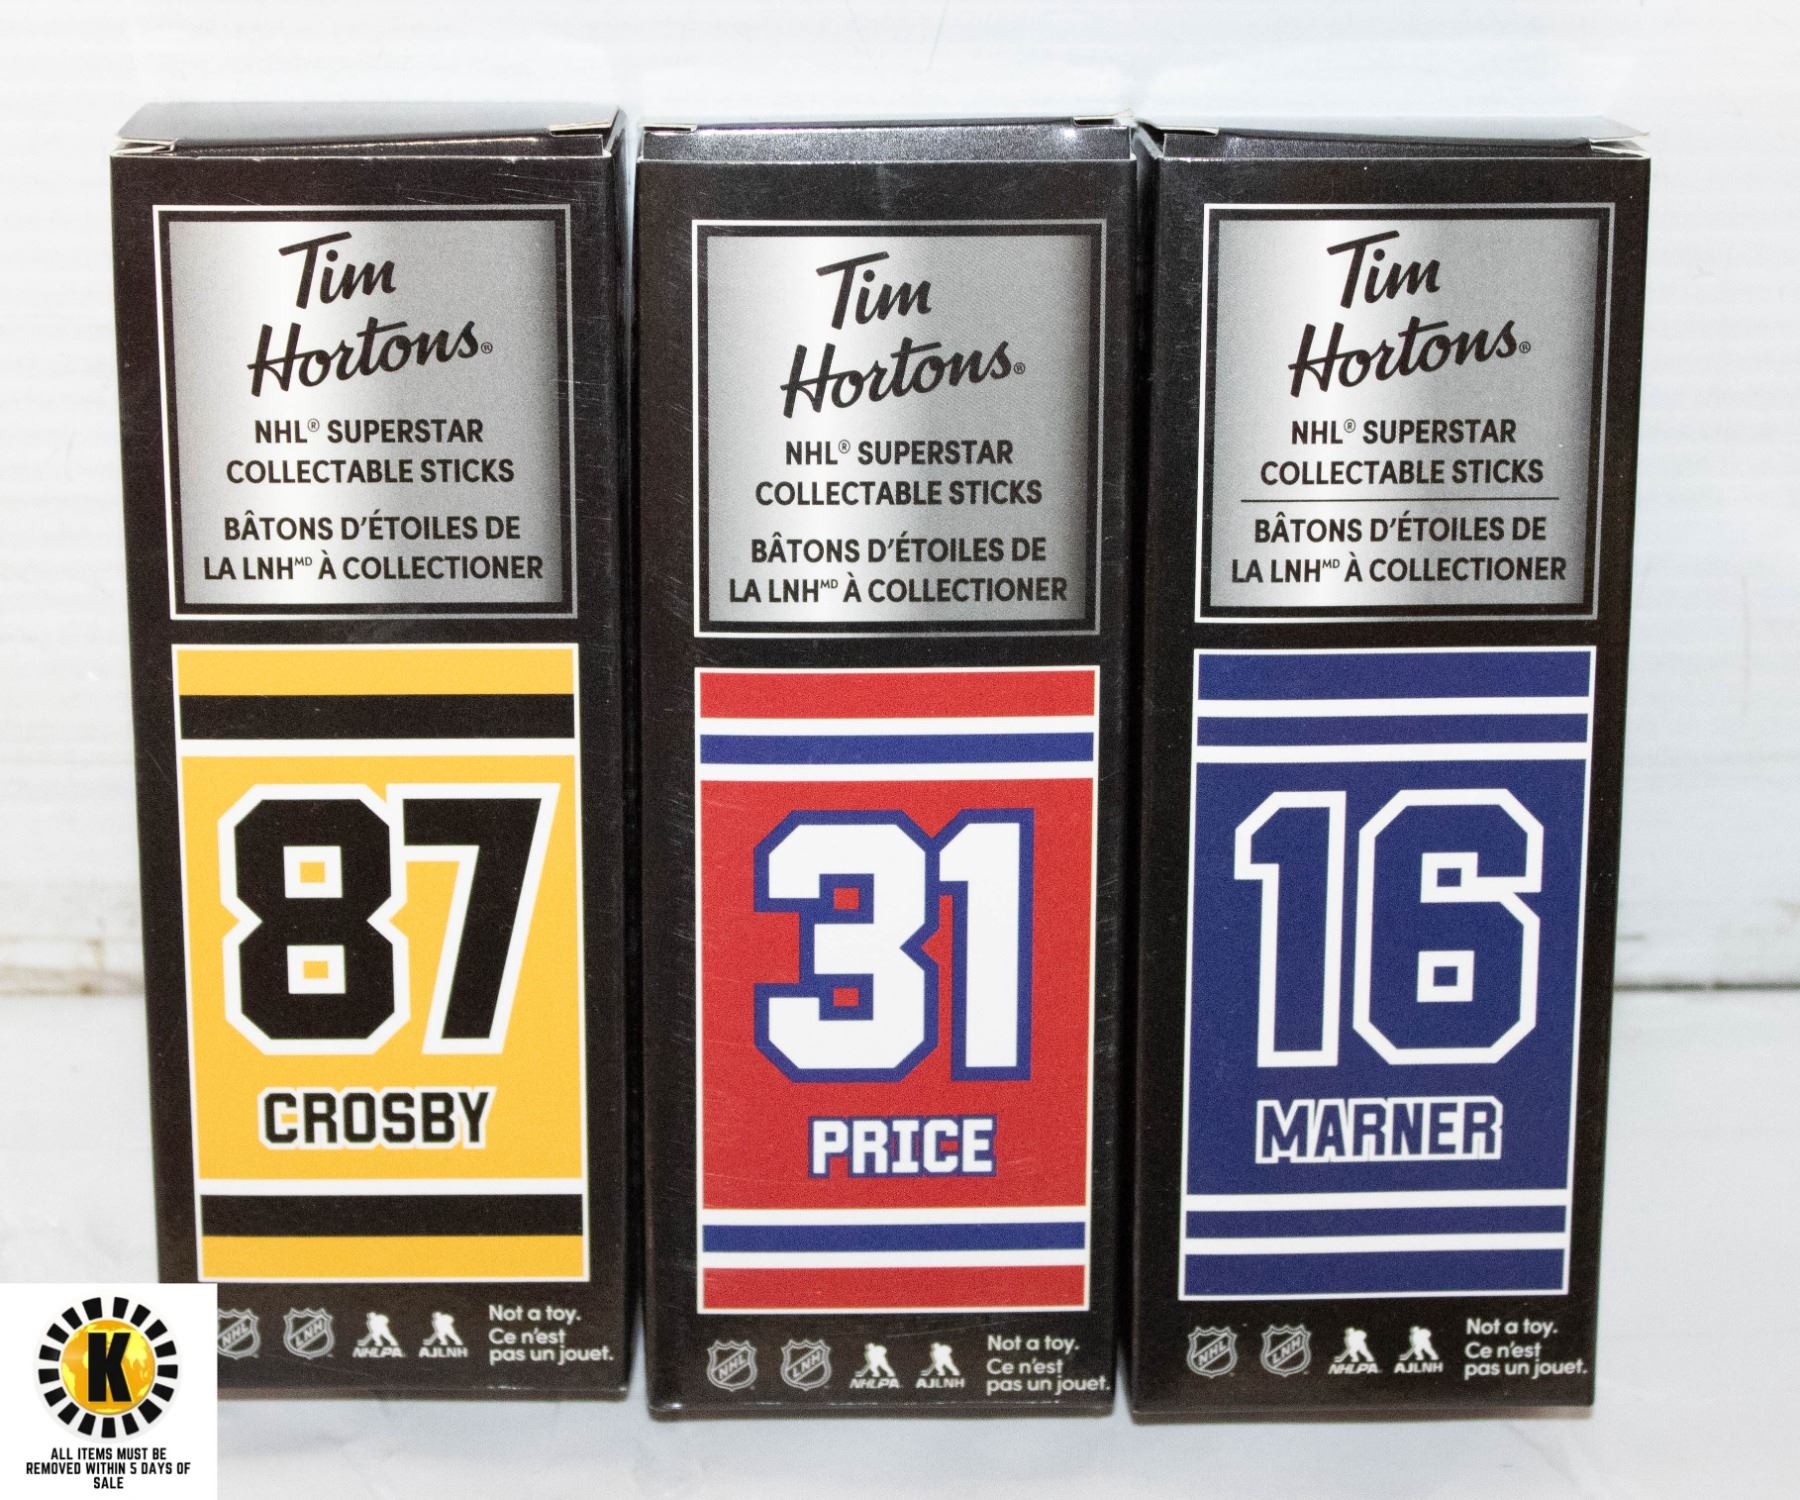 Tim
Hortons®
NHL® SUPERSTAR
COLLECTABLE STICKS
BÂTONS D'ÉTOILES DE
LA LNHᴹᴰ À COLLECTIONER
87
CROSBY
NHL
LNH
NHLPA
AJLNH
Not a toy.
Ce n'est
pas un jouet.
Tim
Hortons®
NHL® SUPERSTAR
COLLECTABLE STICKS
BÂTONS D'ÉTOILES DE
LA LNHᴹᴰ À COLLECTIONER
31
PRICE
NHL
LNH
NHLPA
AJLNH
Not a toy.
Ce n'est
pas un jouet.
Tim
Hortons®
NHL® SUPERSTAR
COLLECTABLE STICKS
BÂTONS D'ÉTOILES DE
LA LNHᴹᴰ À COLLECTIONER
16
MARNER
NHL
LNH
NHLPA
AJLNH
Not a toy.
Ce n'est
pas un jouet.
K
ALL ITEMS MUST BE
REMOVED WITHIN 5 DAYS OF
SALE